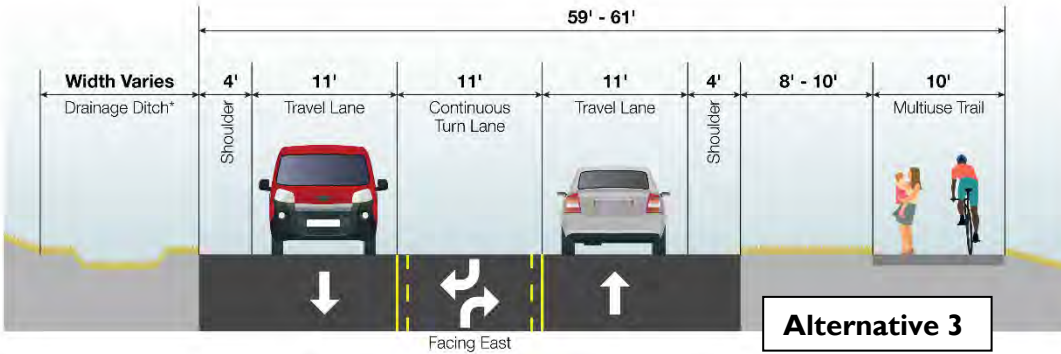 59' - 61'
Width Varies
4'
11'
11'
11'
4'
8' - 10'
10'
Drainage Ditch*
Shoulder
Travel Lane
Continuous
Turn Lane
Travel Lane
Shoulder
Multiuse Trail
Facing East
Alternative 3